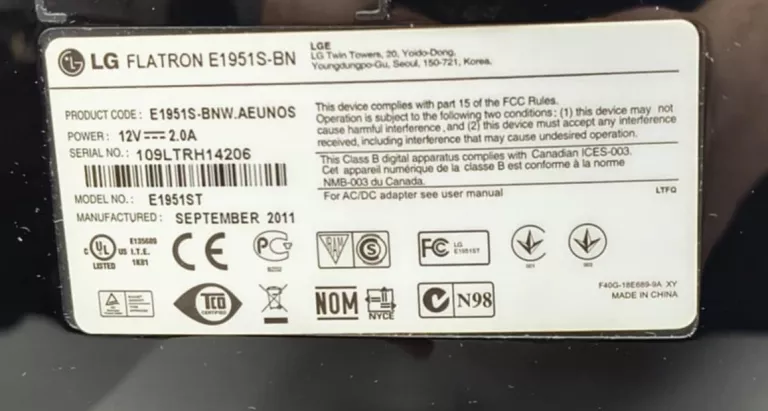 LG FLATRON E1951S-BN
LGE
LG Twin Towers, 20, Yoido-Dong,
Youngdungpo-Gu, Seoul, 150-721, Korea.
PRODUCT CODE : E1951S-BNW.AEUNOS
POWER : 12V 2.0A
SERIAL NO. : 109LTRH14206
MODEL NO. : E1951ST
MANUFACTURED : SEPTEMBER 2011
This device complies with part 15 of the FCC Rules.
Operation is subject to the following two conditions: (1) this device may not
cause harmful interference, and (2) this device must accept any interference
received, including interference that may cause undesired operation.
This Class B digital apparatus complies with Canadian ICES-003.
Cet appareil numérique de la classe B est conforme à la norme
NMB-003 du Canada.
For AC/DC adapter see user manual
LTFQ
c UL US LISTED
I.T.E.
CE
PC
S
FC LG
E1951ST
F40G-18E689-9A XY
MADE IN CHINA
TCO
CERTIFIED
NOM
NYCE
N98